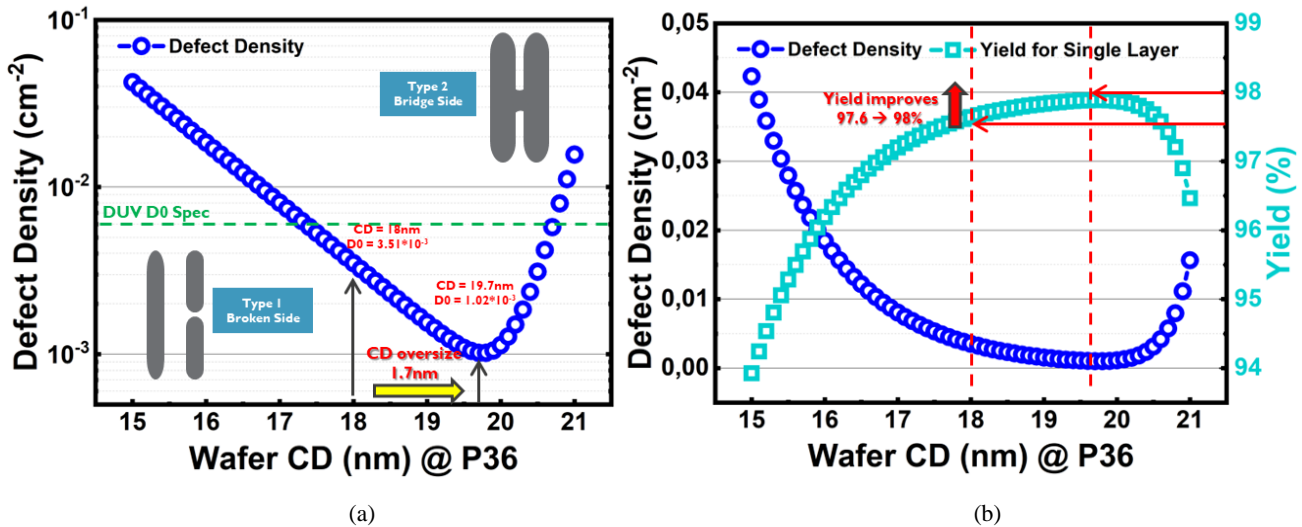 10⁻¹
10⁻²
10⁻³
Defect Density (cm⁻²)
Defect Density
Type 2
Bridge Side
DUV D0 Spec
CD = 18nm
D0 = 3.51*10⁻³
CD = 19.7nm
D0 = 1.02*10⁻³
Type 1
Broken Side
CD oversize
1.7nm
15 16 17 18 19 20 21
Wafer CD (nm) @ P36
(a)
0,05
0,04
0,03
0,02
0,01
0,00
Defect Density (cm⁻²)
Defect Density
Yield for Single Layer
Yield improves
97.6 → 98%
99
98
97
96
95
94
Yield (%)
15 16 17 18 19 20 21
Wafer CD (nm) @ P36
(b)